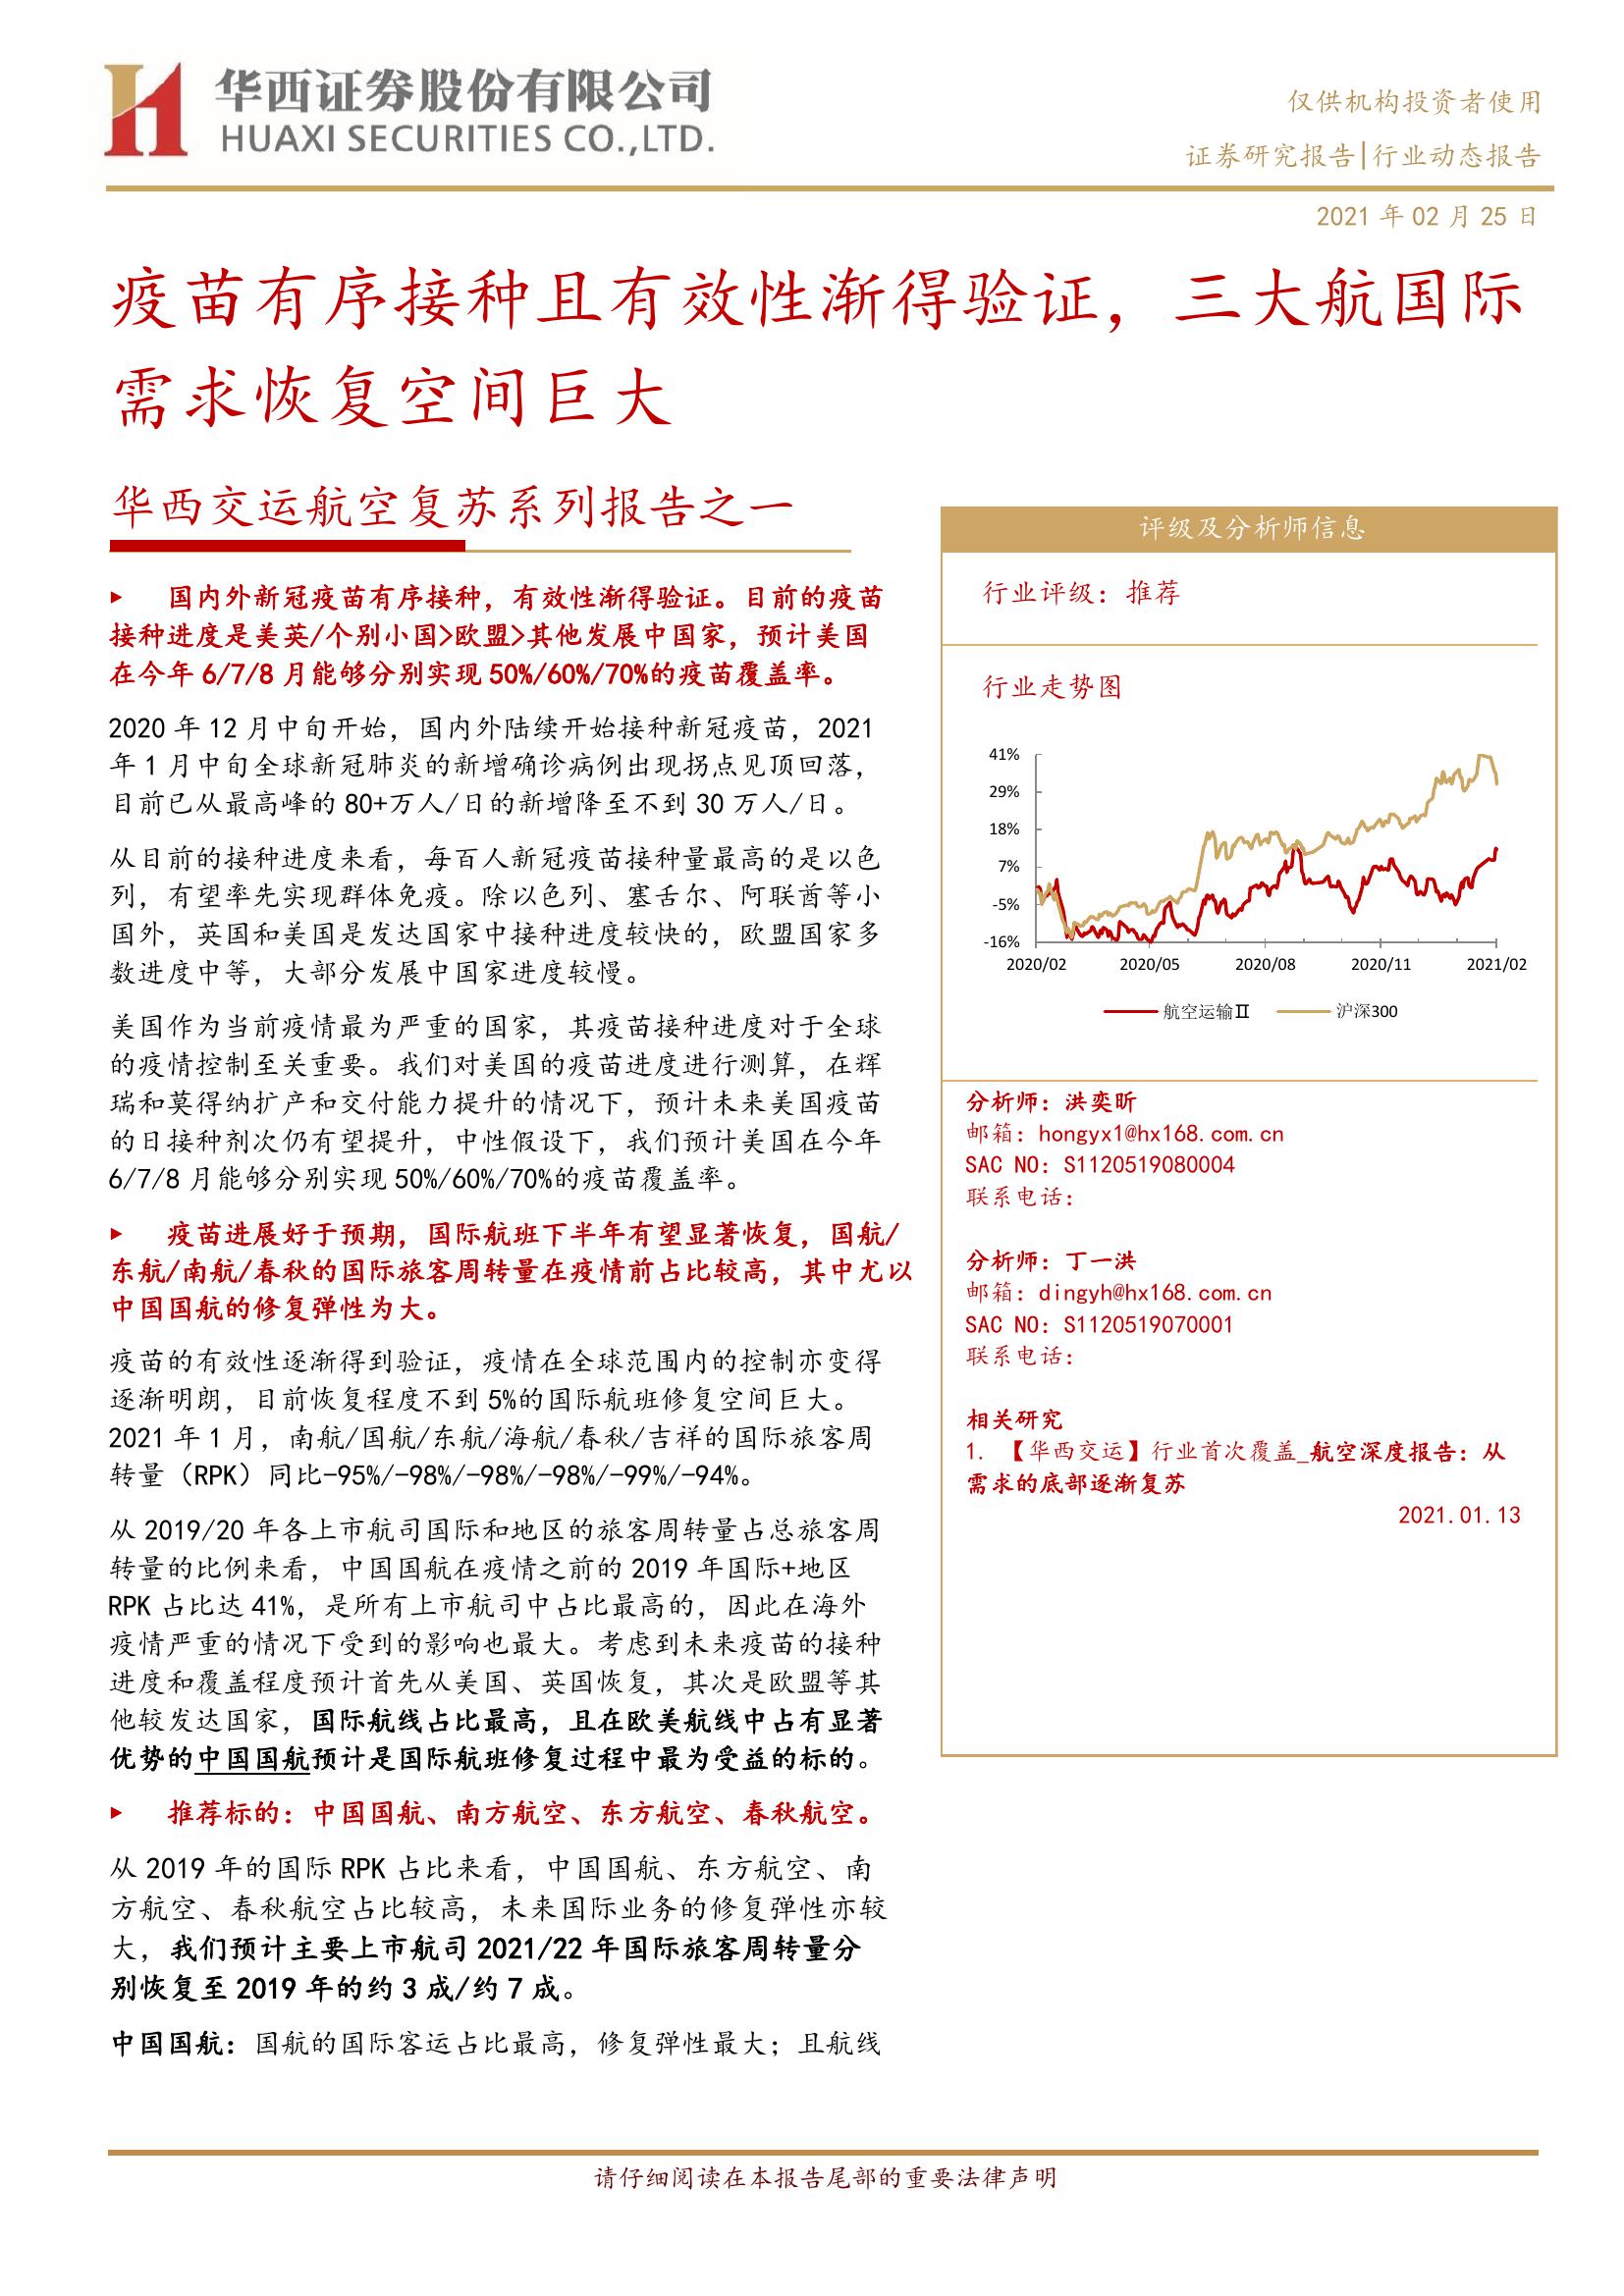 华西证券股份有限公司
HUAXI SECURITIES CO.,LTD.
仅供机构投资者使用
证券研究报告|行业动态报告
2021 年 02 月 25 日
疫苗有序接种且有效性渐得验证，三大航国际
需求恢复空间巨大
华西交运航空复苏系列报告之一
▸ 国内外新冠疫苗有序接种，有效性渐得验证。目前的疫苗
接种进度是美英/个别小国>欧盟>其他发展中国家，预计美国
在今年 6/7/8 月能够分别实现 50%/60%/70%的疫苗覆盖率。
2020 年 12 月中旬开始，国内外陆续开始接种新冠疫苗，2021
年 1 月中旬全球新冠肺炎的新增确诊病例出现拐点见顶回落，
目前已从最高峰的 80+万人/日的新增降至不到 30 万人/日。
从目前的接种进度来看，每百人新冠疫苗接种量最高的是以色
列，有望率先实现群体免疫。除以色列、塞舌尔、阿联酋等小
国外，英国和美国是发达国家中接种进度较快的，欧盟国家多
数进度中等，大部分发展中国家进度较慢。
美国作为当前疫情最为严重的国家，其疫苗接种进度对于全球
的疫情控制至关重要。我们对美国的疫苗进度进行测算，在辉
瑞和莫得纳扩产和交付能力提升的情况下，预计未来美国疫苗
的日接种剂次仍有望提升，中性假设下，我们预计美国在今年
6/7/8 月能够分别实现 50%/60%/70%的疫苗覆盖率。
▸ 疫苗进展好于预期，国际航班下半年有望显著恢复，国航/
东航/南航/春秋的国际旅客周转量在疫情前占比较高，其中尤以
中国国航的修复弹性为大。
疫苗的有效性逐渐得到验证，疫情在全球范围内的控制亦变得
逐渐明朗，目前恢复程度不到 5%的国际航班修复空间巨大。
2021 年 1 月，南航/国航/东航/海航/春秋/吉祥的国际旅客周
转量（RPK）同比-95%/-98%/-98%/-98%/-99%/-94%。
从 2019/20 年各上市航司国际和地区的旅客周转量占总旅客周
转量的比例来看，中国国航在疫情之前的 2019 年国际+地区
RPK 占比达 41%，是所有上市航司中占比最高的，因此在海外
疫情严重的情况下受到的影响也最大。考虑到未来疫苗的接种
进度和覆盖程度预计首先从美国、英国恢复，其次是欧盟等其
他较发达国家，国际航线占比最高，且在欧美航线中占有显著
优势的中国国航预计是国际航班修复过程中最为受益的标的。
▸ 推荐标的：中国国航、南方航空、东方航空、春秋航空。
从 2019 年的国际 RPK 占比来看，中国国航、东方航空、南
方航空、春秋航空占比较高，未来国际业务的修复弹性亦较
大，我们预计主要上市航司 2021/22 年国际旅客周转量分
别恢复至 2019 年的约 3 成/约 7 成。
中国国航：国航的国际客运占比最高，修复弹性最大；且航线
评级及分析师信息
行业评级：推荐
行业走势图
41%
29%
18%
7%
-5%
-16%
2020/02 2020/05 2020/08 2020/11 2021/02
航空运输Ⅱ 沪深300
分析师：洪奕昕
邮箱：hongyx1@hx168.com.cn
SAC NO：S1120519080004
联系电话：
分析师：丁一洪
邮箱：dingyh@hx168.com.cn
SAC NO：S1120519070001
联系电话：
相关研究
1. 【华西交运】行业首次覆盖_航空深度报告：从
需求的底部逐渐复苏
2021.01.13
请仔细阅读在本报告尾部的重要法律声明